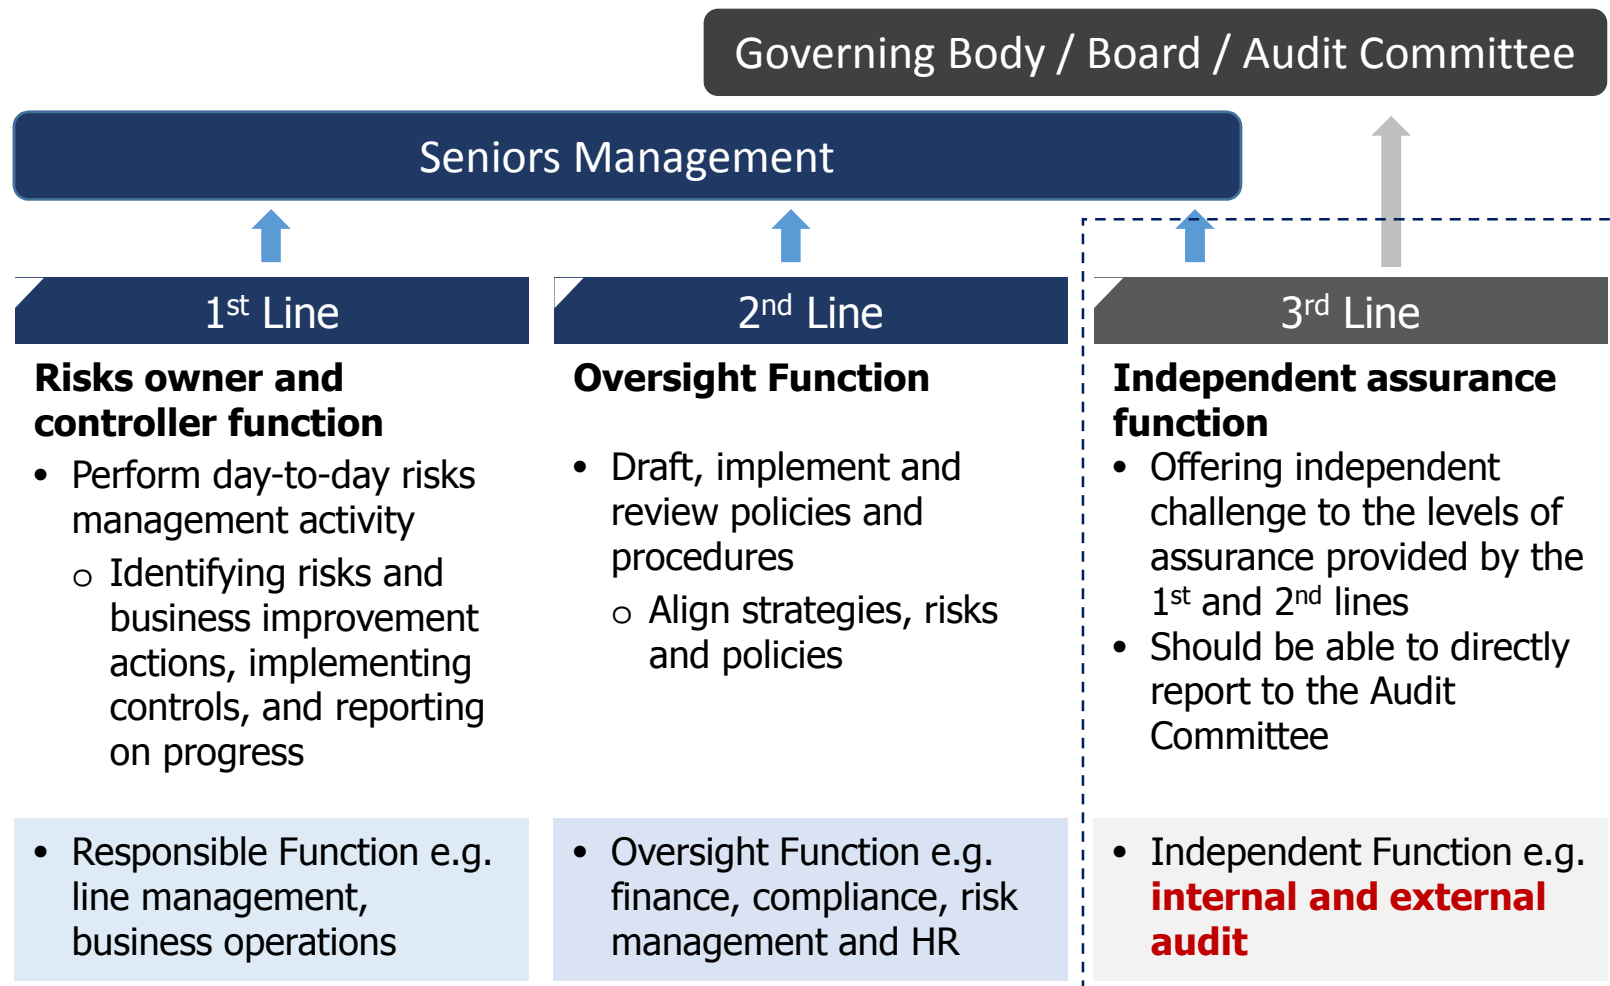 Governing Body / Board / Audit Committee
Seniors Management
1st Line
Risks owner and
controller function
• Perform day-to-day risks
management activity
o Identifying risks and
business improvement
actions, implementing
controls, and reporting
on progress
• Responsible Function e.g.
line management,
business operations
2nd Line
Oversight Function
• Draft, implement and
review policies and
procedures
o Align strategies, risks
and policies
• Oversight Function e.g.
finance, compliance, risk
management and HR
3rd Line
Independent assurance
function
• Offering independent
challenge to the levels of
assurance provided by the
1st and 2nd lines
• Should be able to directly
report to the Audit
Committee
• Independent Function e.g.
internal and external
audit